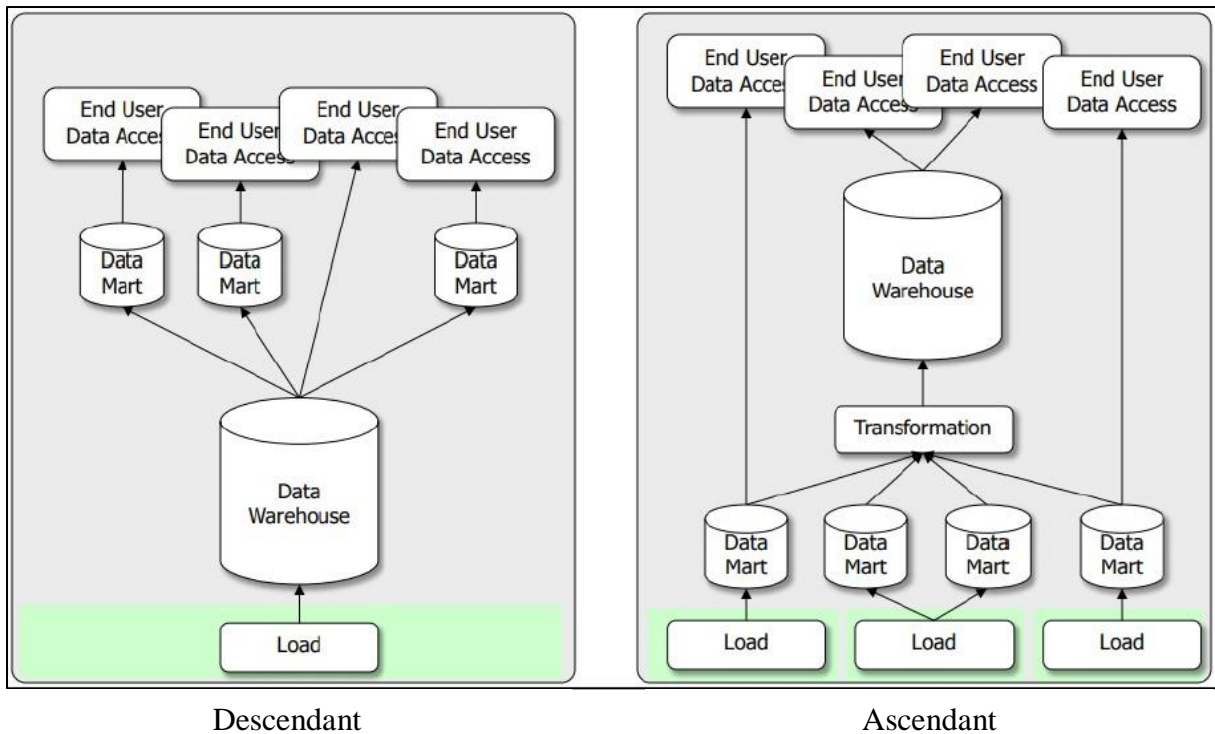 End User
Data Access
End User
Data Access
End User
Data Access
End User
Data Access
Data
Mart
Data
Mart
Data
Mart
Data
Warehouse
Load
Descendant
End User
Data Access
End User
Data Access
End User
Data Access
End User
Data Access
Data
Warehouse
Transformation
Data
Mart
Data
Mart
Data
Mart
Data
Mart
Load
Load
Load
Ascendant